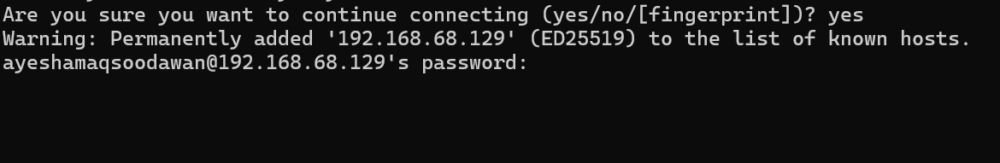 Are you sure you want to continue connecting (yes/no/[fingerprint])? yes
Warning: Permanently added '192.168.68.129' (ED25519) to the list of known hosts.
ayeshamaqsoodawan@192.168.68.129's password: